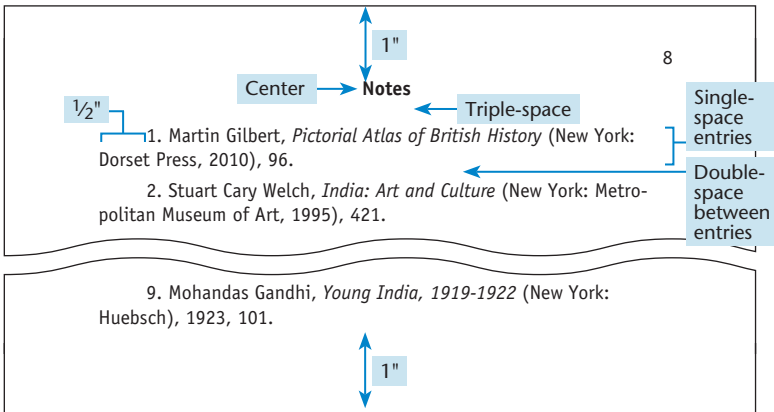 1"
8
Center
Notes
½"
Triple-space
Single-
space
entries
1. Martin Gilbert, Pictorial Atlas of British History (New York:
Dorset Press, 2010), 96.
Double-
space
between
entries
2. Stuart Cary Welch, India: Art and Culture (New York: Metro-
politan Museum of Art, 1995), 421.
9. Mohandas Gandhi, Young India, 1919-1922 (New York:
Huebsch), 1923, 101.
1"